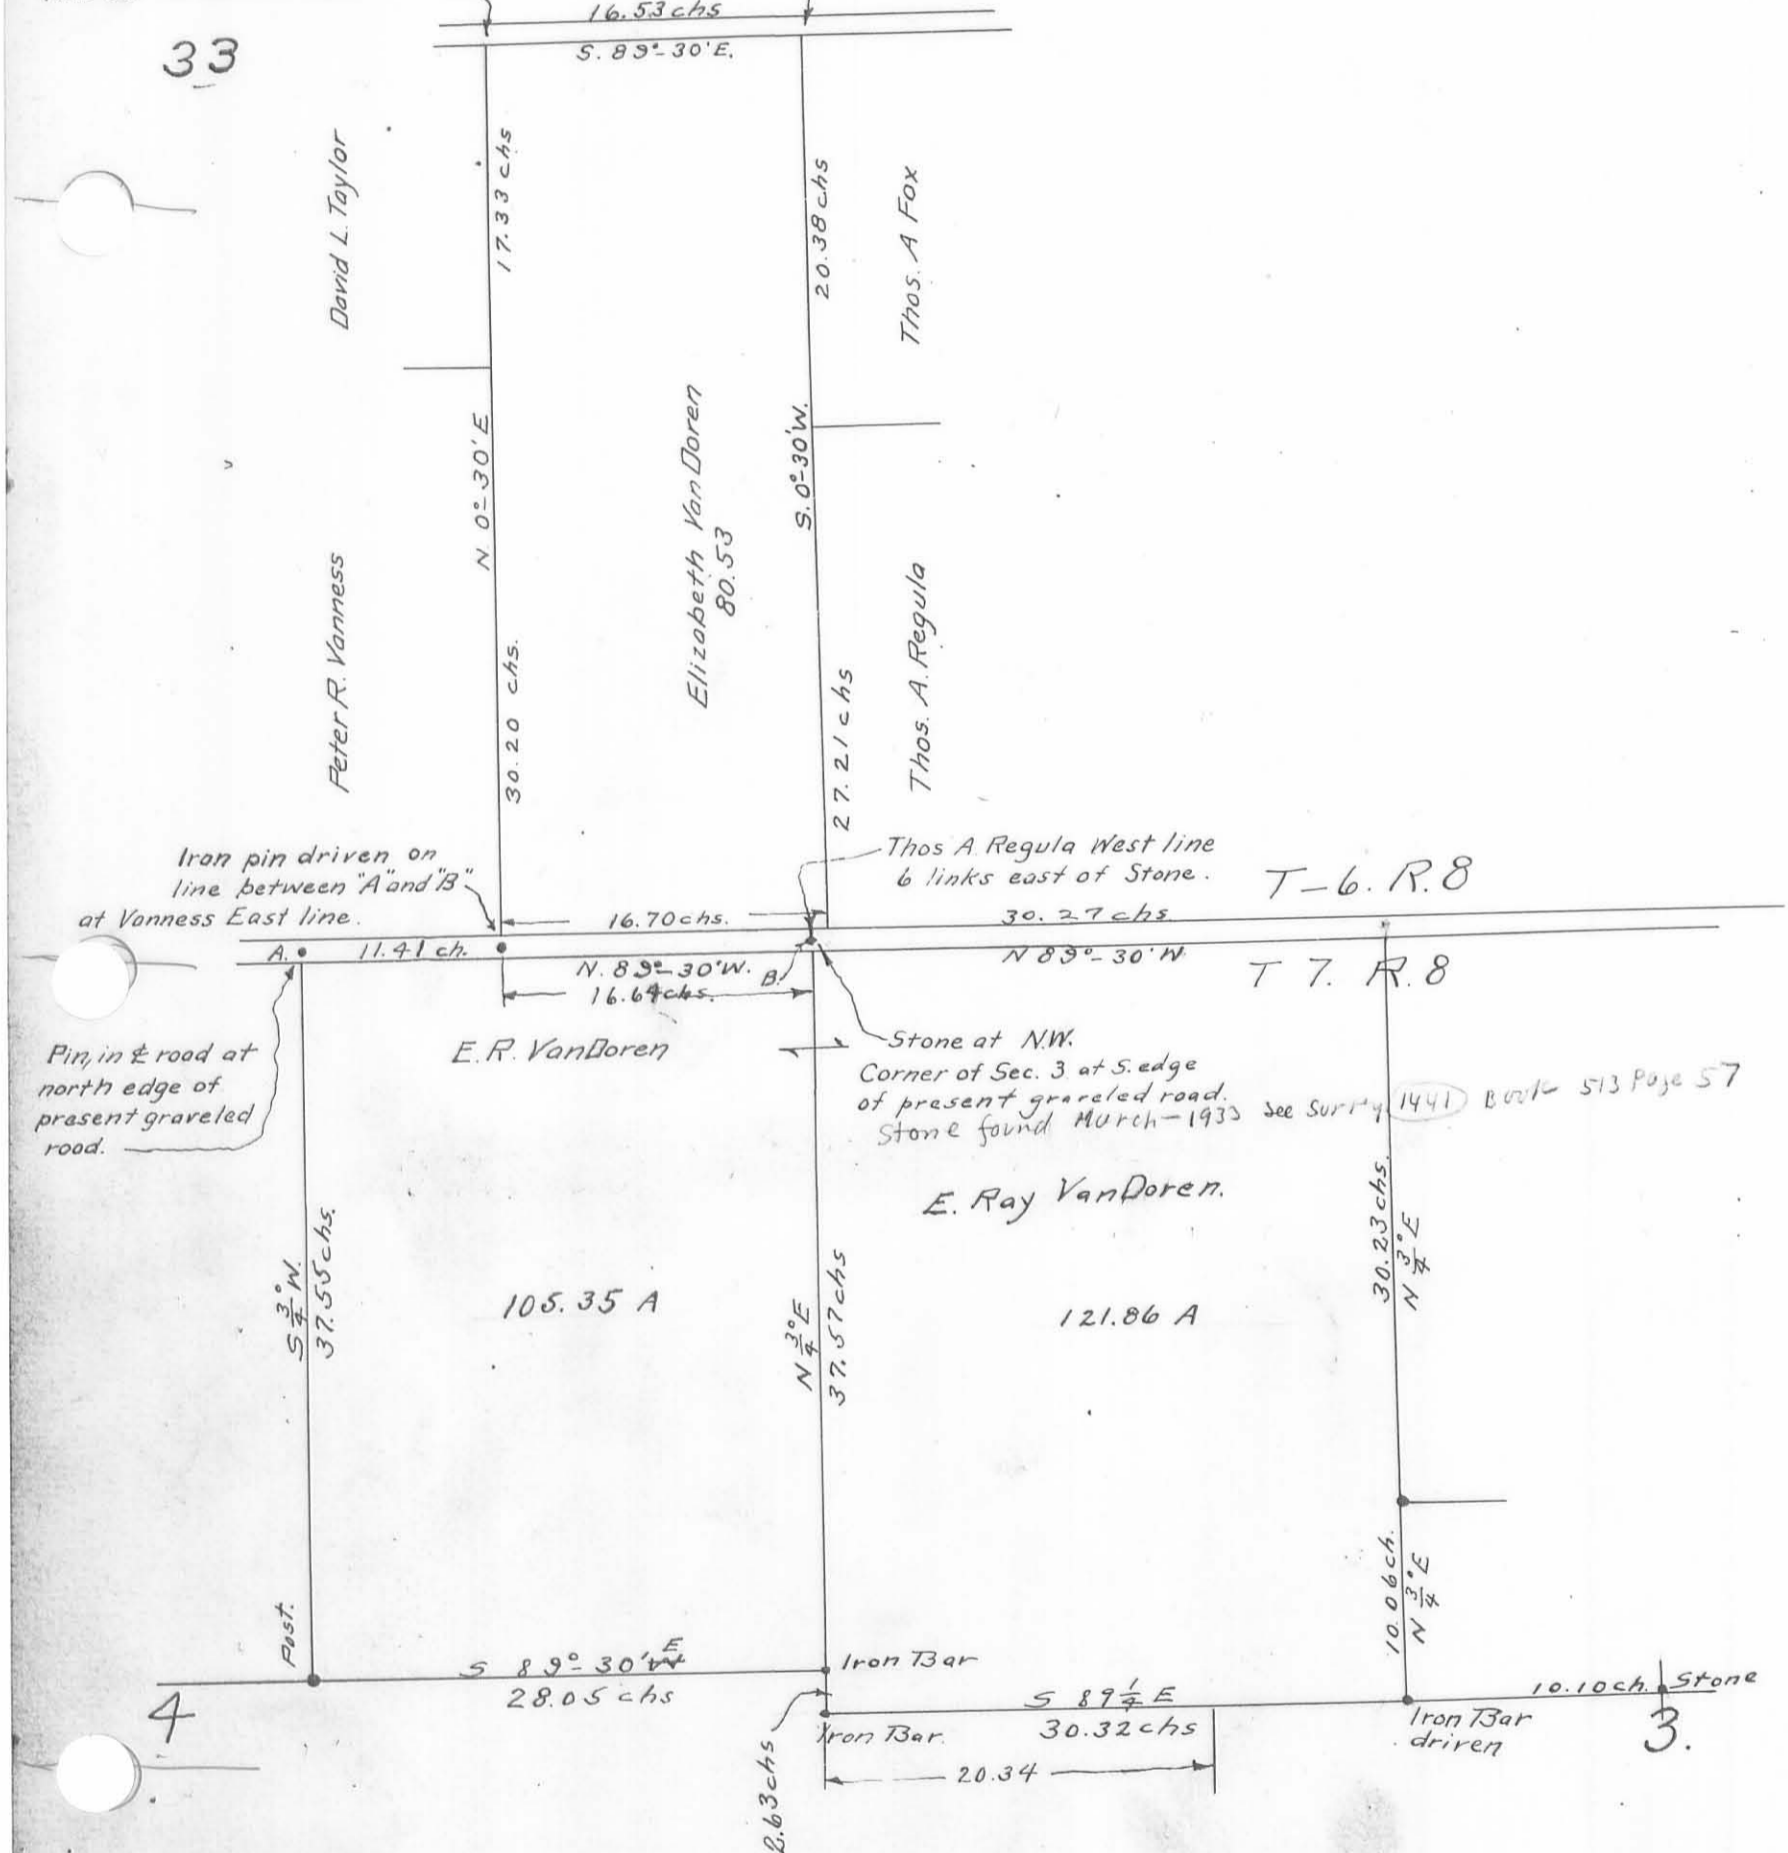 16.53 chs
S. 89°-30'E.
33
David L. Taylor
17.33 chs
20.38 chs
Thos. A Fox
N. 0°-30' E
S. 0°-30'W.
Elizabeth VanDoren
80.53
Peter R. Vanness
30.20 chs.
27.21 chs
Thos. A. Regula
Iron pin driven on
line between "A" and "B"
at Vanness East line.
Thos A. Regula West line
6 links east of Stone.
T-6. R.8
16.70 chs.
30.27 chs
A.
11.41 ch.
N. 89°-30'W.
16.64 chs.
B.
N 89°-30'W
T 7. R.8
Pin, in ℄ road at
north edge of
present graveled
road.
E.R. VanDoren
Stone at N.W.
Corner of Sec. 3 at S. edge
of present graveled road.
Stone found March-1933 See Survey 1441 Book 513 Page 57
E. Ray VanDoren.
S 3/4° W.
37.55 chs.
105.35 A
N 3/4° E
37.57 chs
121.86 A
30.23 chs.
N 3/4° E
10.06 ch.
N 3/4° E
Post.
S 89°-30' E
28.05 chs
Iron Bar
4
2.63 chs
Iron Bar.
S 89 1/4 E
30.32 chs
20.34
Iron Bar
driven
10.10 ch.
Stone
3.